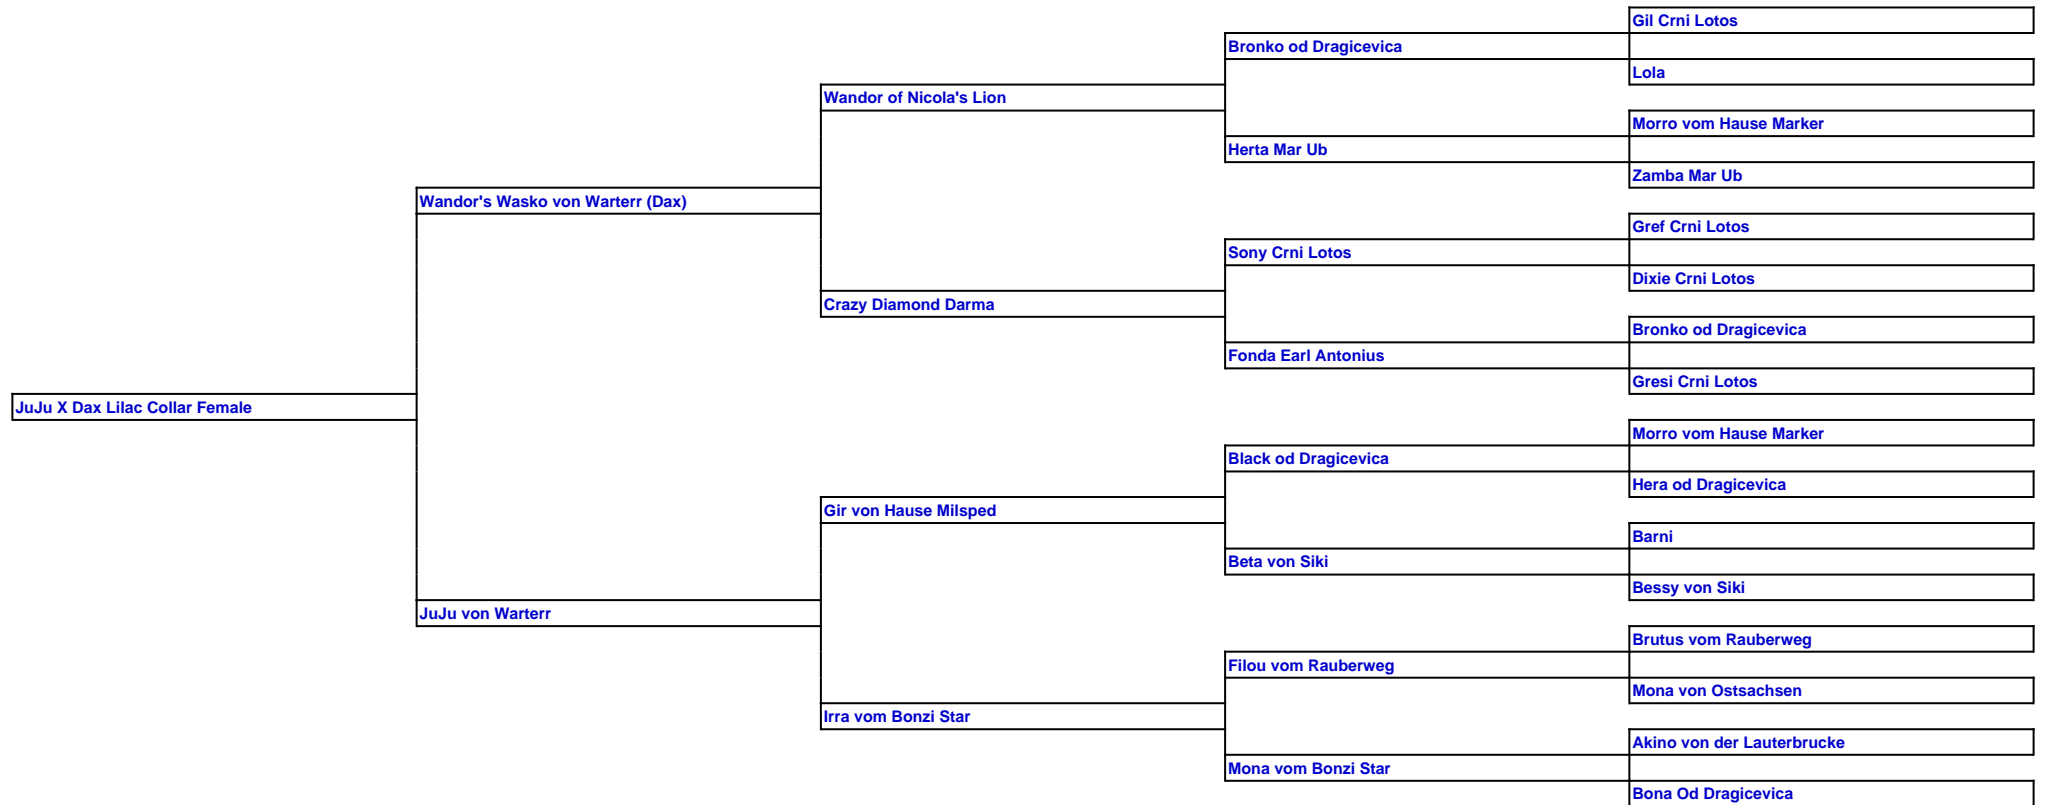 Gil Crni Lotos
Bronko od Dragicevica
Lola
Wandor of Nicola's Lion
Morro vom Hause Marker
Herta Mar Ub
Zamba Mar Ub
Wandor's Wasko von Warterr (Dax)
Gref Crni Lotos
Sony Crni Lotos
Dixie Crni Lotos
Crazy Diamond Darma
Bronko od Dragicevica
Fonda Earl Antonius
Gresi Crni Lotos
JuJu X Dax Lilac Collar Female
Morro vom Hause Marker
Black od Dragicevica
Hera od Dragicevica
Gir von Hause Milsped
Barni
Beta von Siki
Bessy von Siki
JuJu von Warterr
Brutus vom Rauberweg
Filou vom Rauberweg
Mona von Ostsachsen
Irra vom Bonzi Star
Akino von der Lauterbrucke
Mona vom Bonzi Star
Bona Od Dragicevica